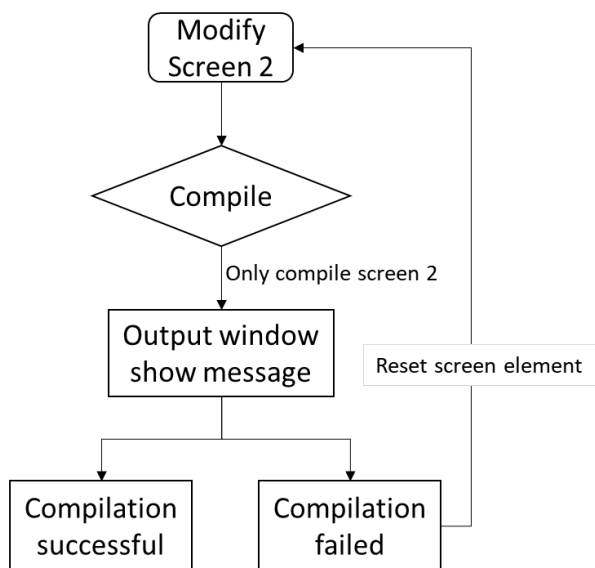 Modify
Screen 2
Compile
Only compile screen 2
Output window
show message
Reset screen element
Compilation
successful
Compilation
failed